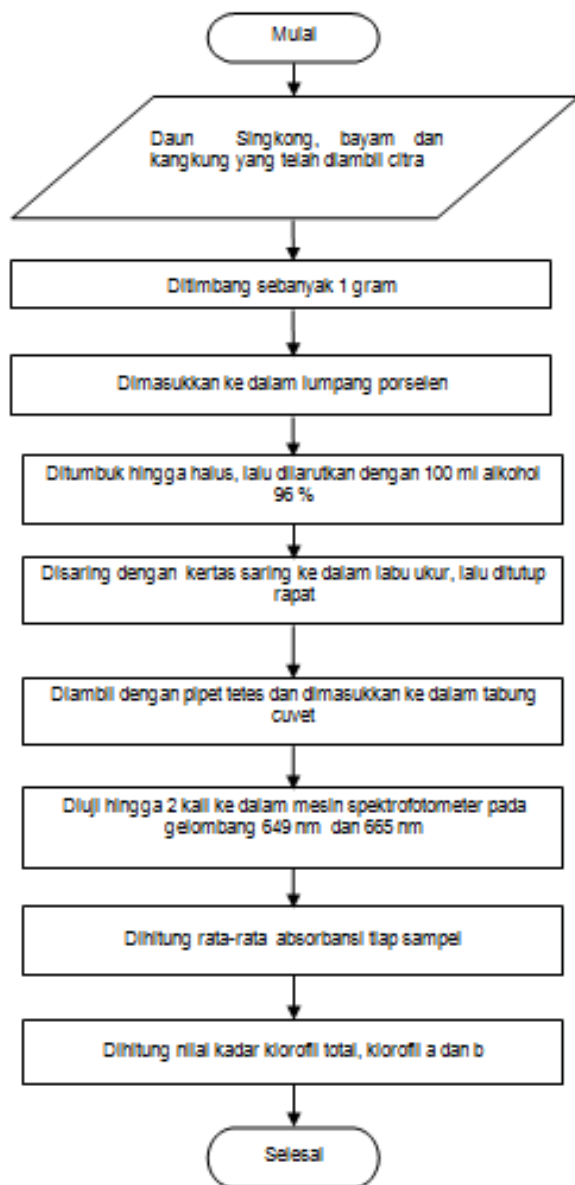 Mulai
Daun Singkong, bayam dan
kangkung yang telah diambil citra
Ditimbang sebanyak 1 gram
Dimasukkan ke dalam lumpang porselen
Ditumbuk hingga halus, lalu dilarutkan dengan 100 ml alkohol
96 %
Disaring dengan kertas saring ke dalam labu ukur, lalu ditutup
rapat
Diambil dengan pipet tetes dan dimasukkan ke dalam tabung
cuvet
Diuji hingga 2 kali ke dalam mesin spektrofotometer pada
gelombang 649 nm dan 665 nm
Dihitung rata-rata absorbansi tiap sampel
Dihitung nilai kadar klorofil total, klorofil a dan b
Selesai